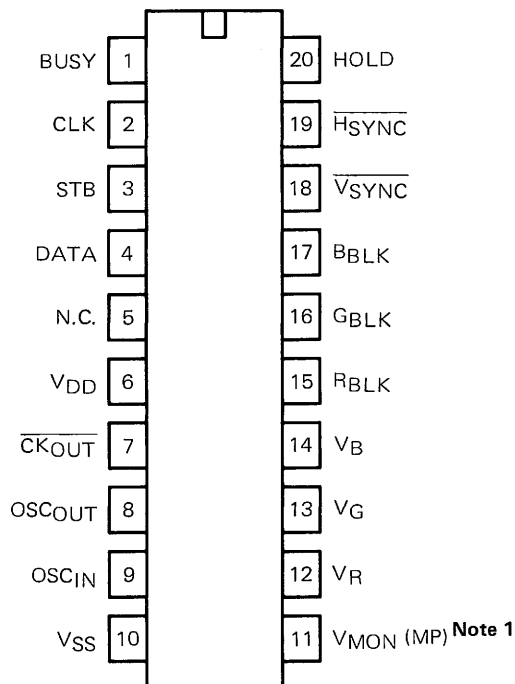 BUSY 1 20 HOLD
CLK 2 19 HSYNC
STB 3 18 VSYNC
DATA 4 17 BBLK
N.C. 5 16 GBLK
VDD 6 15 RBLK
CKOUT 7 14 VB
OSCOUT 8 13 VG
OSCIN 9 12 VR
VSS 10 11 VMON (MP) Note 1